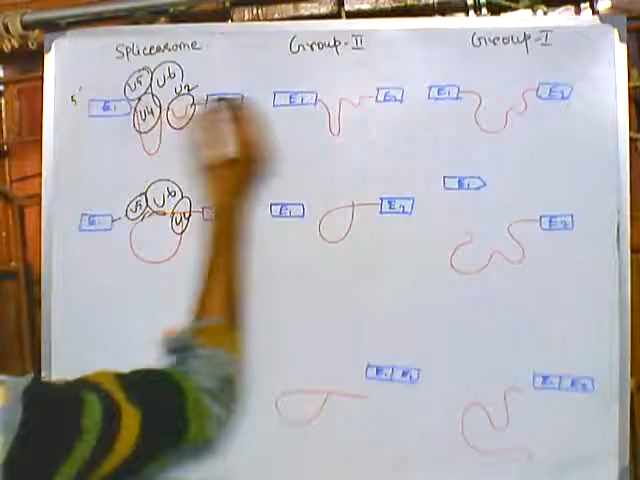 Spliceosome Group-II Group-I
U5 U6 U2
5' E1 U4 E1 E2 E1 E2
E1
E1 U5 U6 E1 E2 E2
E1 E2 E1 E2